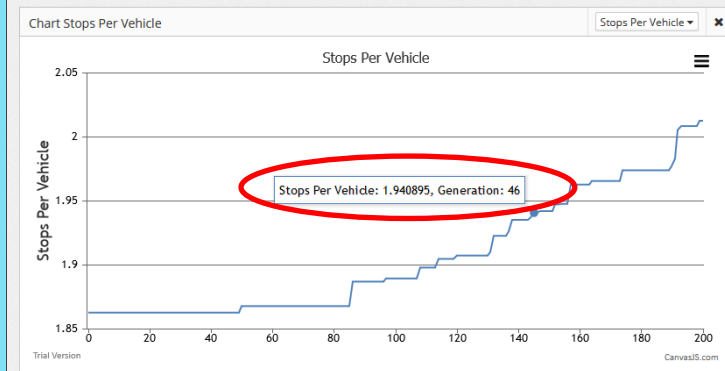 Chart Stops Per Vehicle
Stops Per Vehicle
Stops Per Vehicle
2.05
2
1.95
1.9
1.85
Stops Per Vehicle
Stops Per Vehicle: 1.940895, Generation: 46
0 20 40 60 80 100 120 140 160 180 200
Trial Version
CanvasJS.com